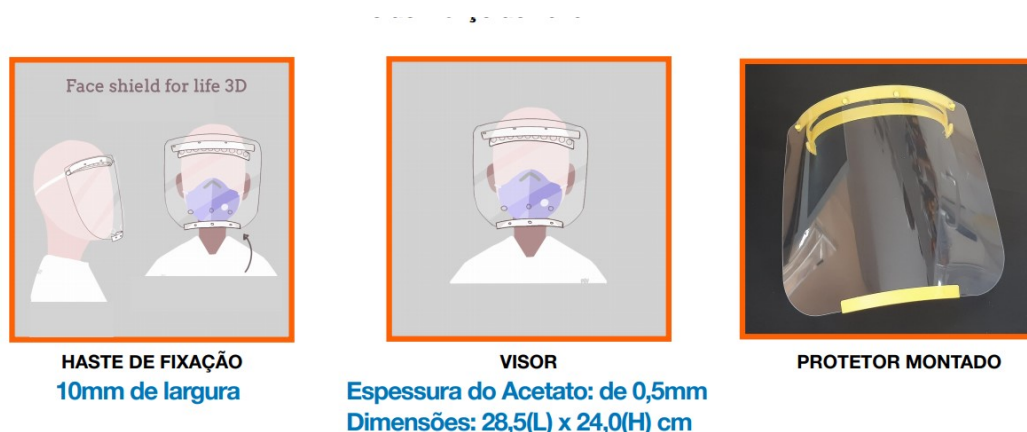 Face shield for life 3D
HASTE DE FIXAÇÃO
10mm de largura
VISOR
Espessura do Acetato: de 0,5mm
Dimensões: 28,5(L) x 24,0(H) cm
PROTETOR MONTADO